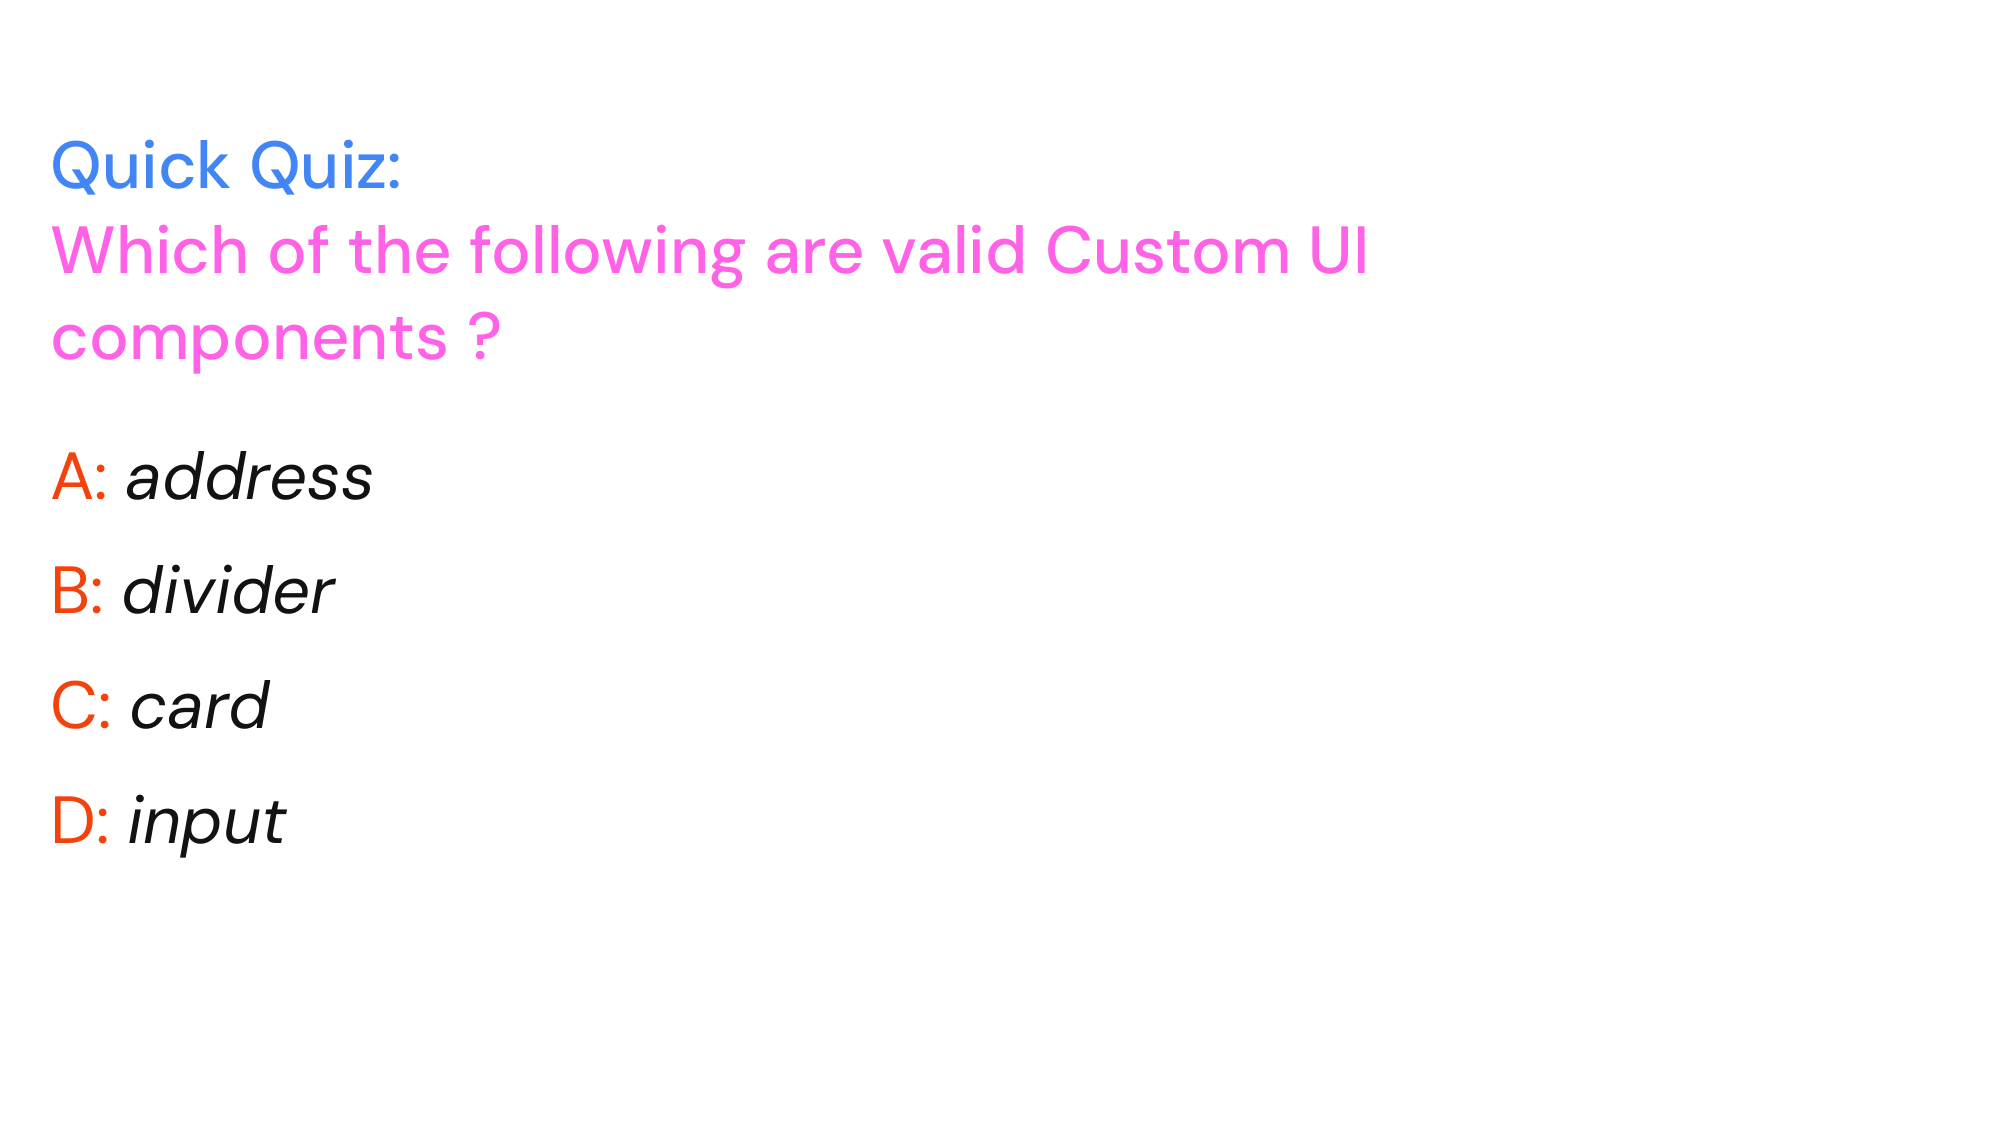 Quick Quiz:
Which of the following are valid Custom UI
components ?
A: address
B: divider
C: card
D: input